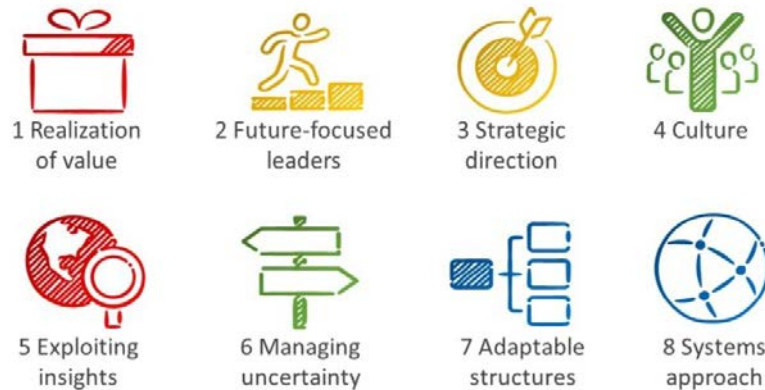 1 Realization
of value
2 Future-focused
leaders
3 Strategic
direction
4 Culture
5 Exploiting
insights
6 Managing
uncertainty
7 Adaptable
structures
8 Systems
approach